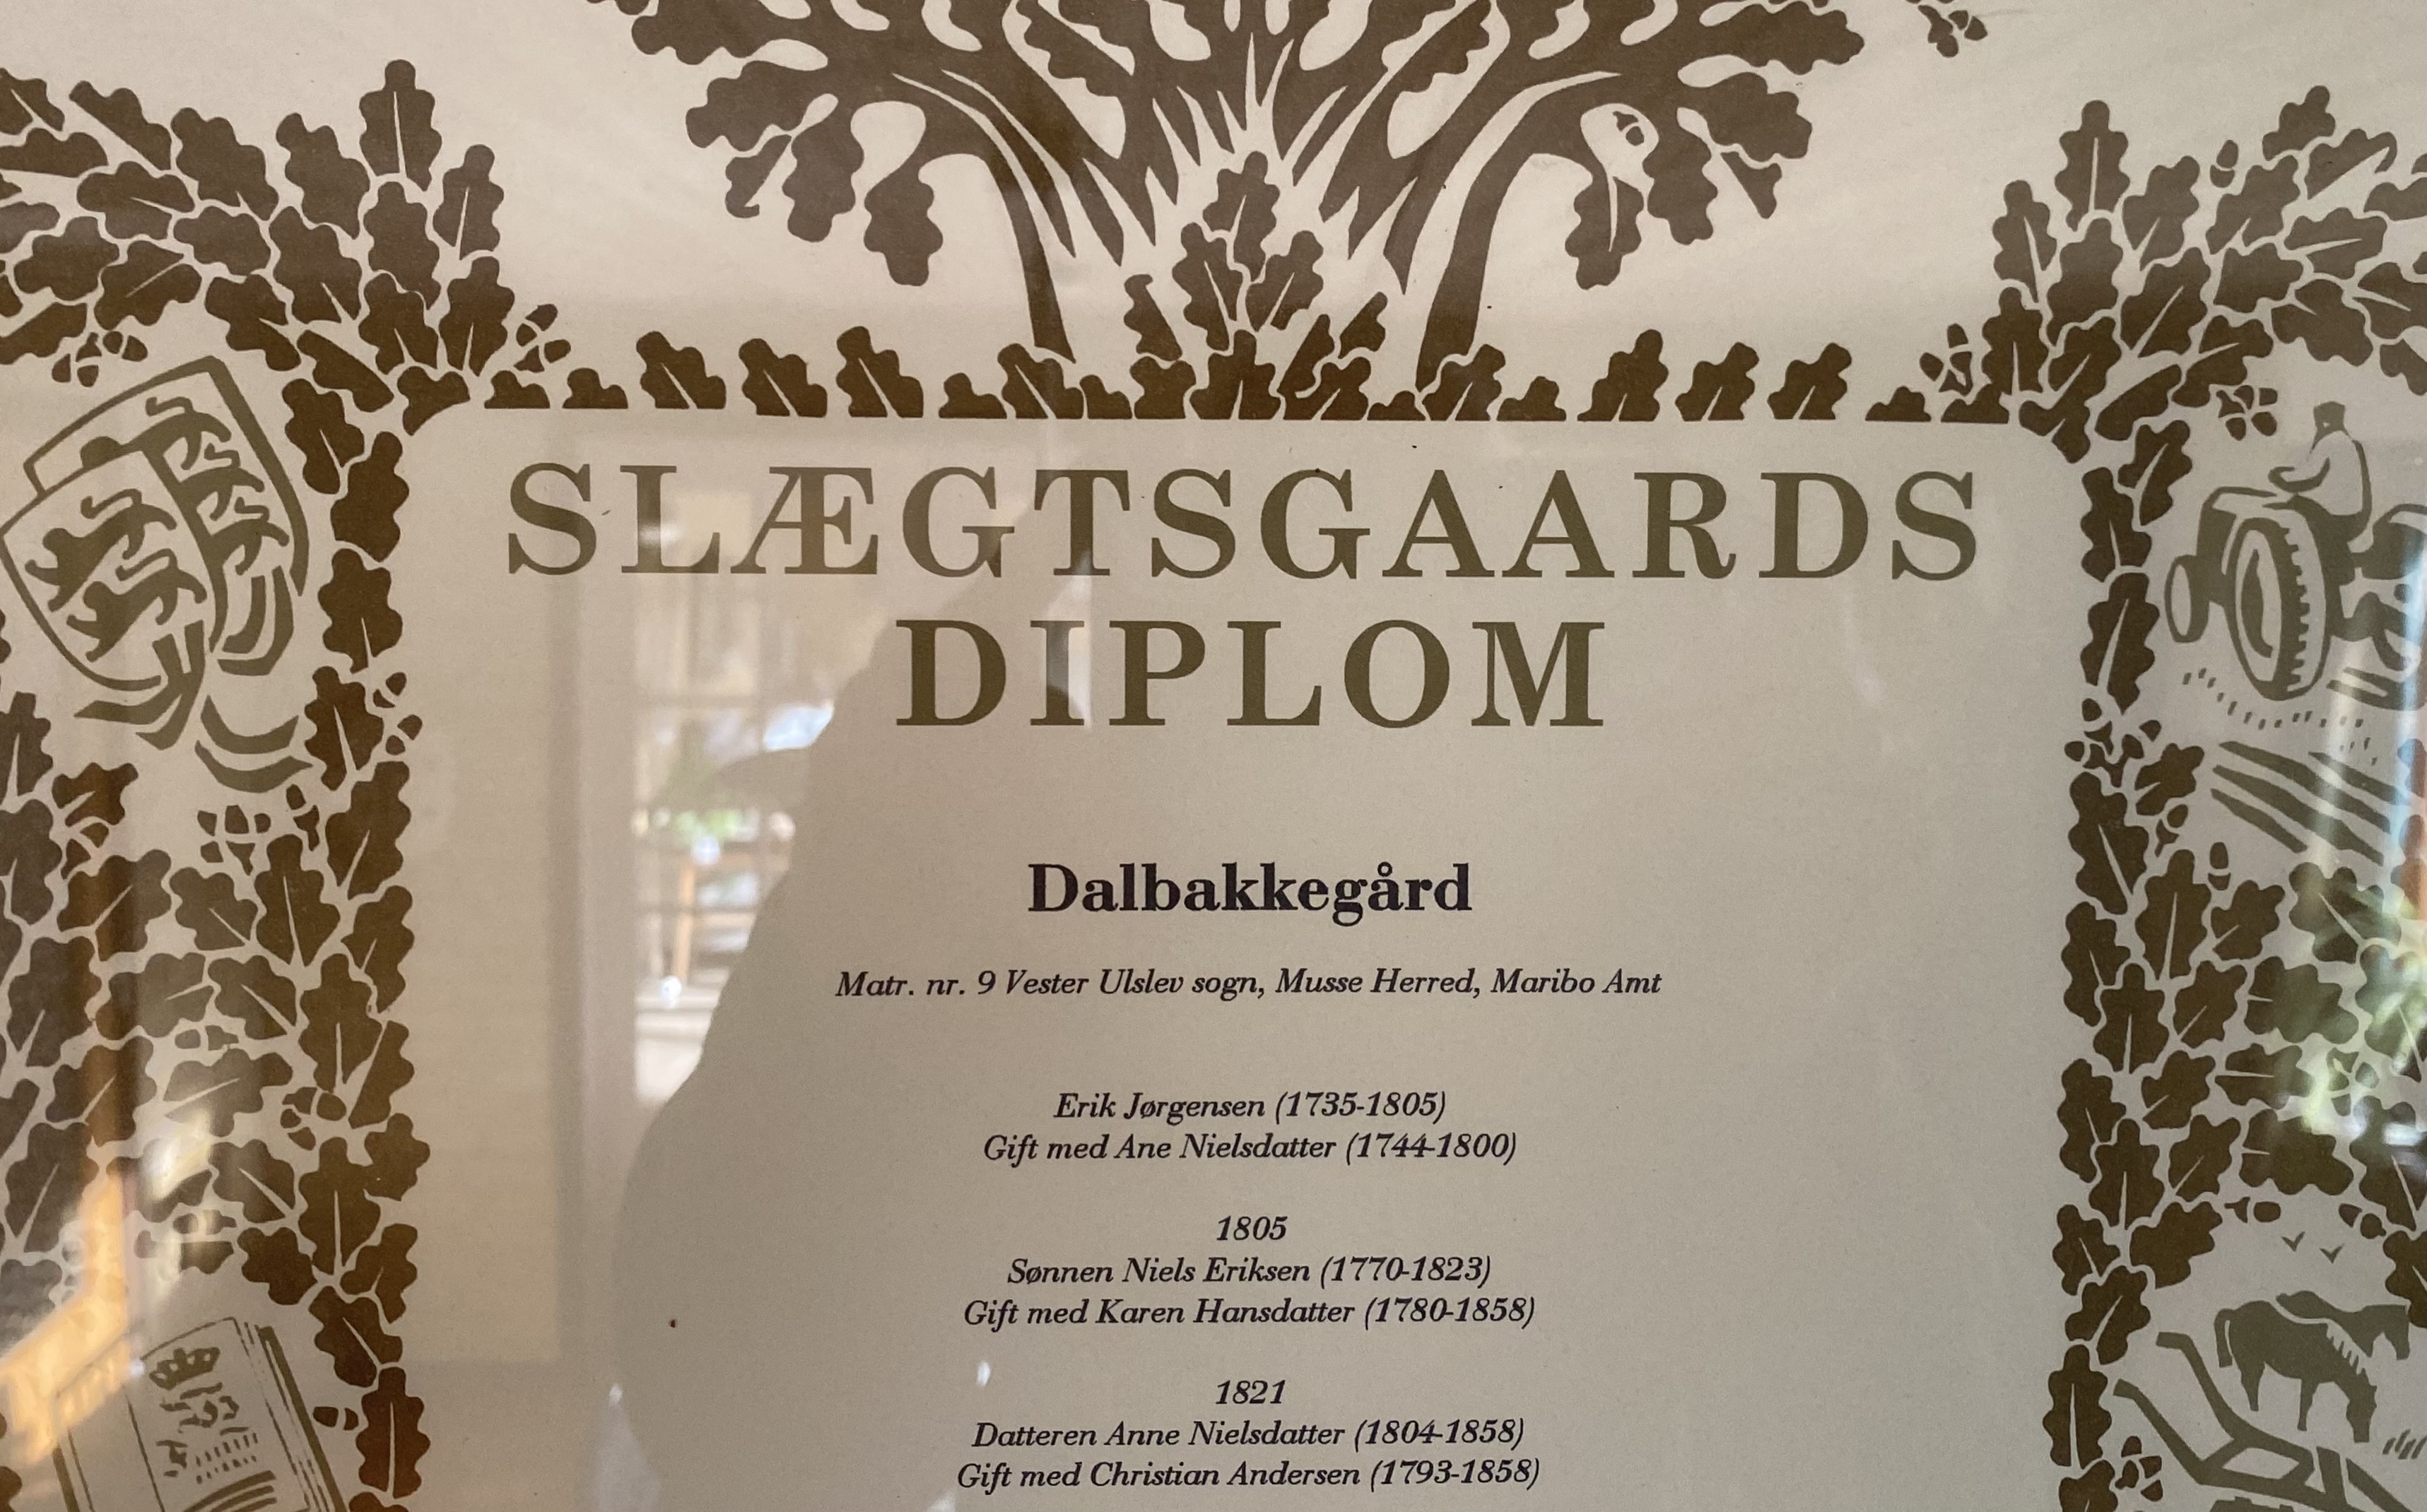 SLÆGTSGAARDS
DIPLOM
Dalbakkegård
Matr. nr. 9 Vester Ulslev sogn, Musse Herred, Maribo Amt
Erik Jørgensen (1735-1805)
Gift med Ane Nielsdatter (1744-1800)
1805
Sønnen Niels Eriksen (1770-1823)
Gift med Karen Hansdatter (1780-1858)
1821
Datteren Anne Nielsdatter (1804-1858)
Gift med Christian Andersen (1793-1858)